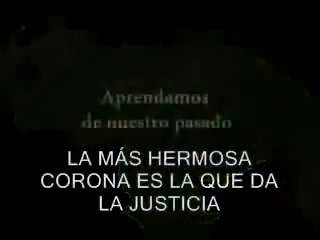 Aprendamos
de nuestro pasado
LA MÁS HERMOSA
CORONA ES LA QUE DA
LA JUSTICIA